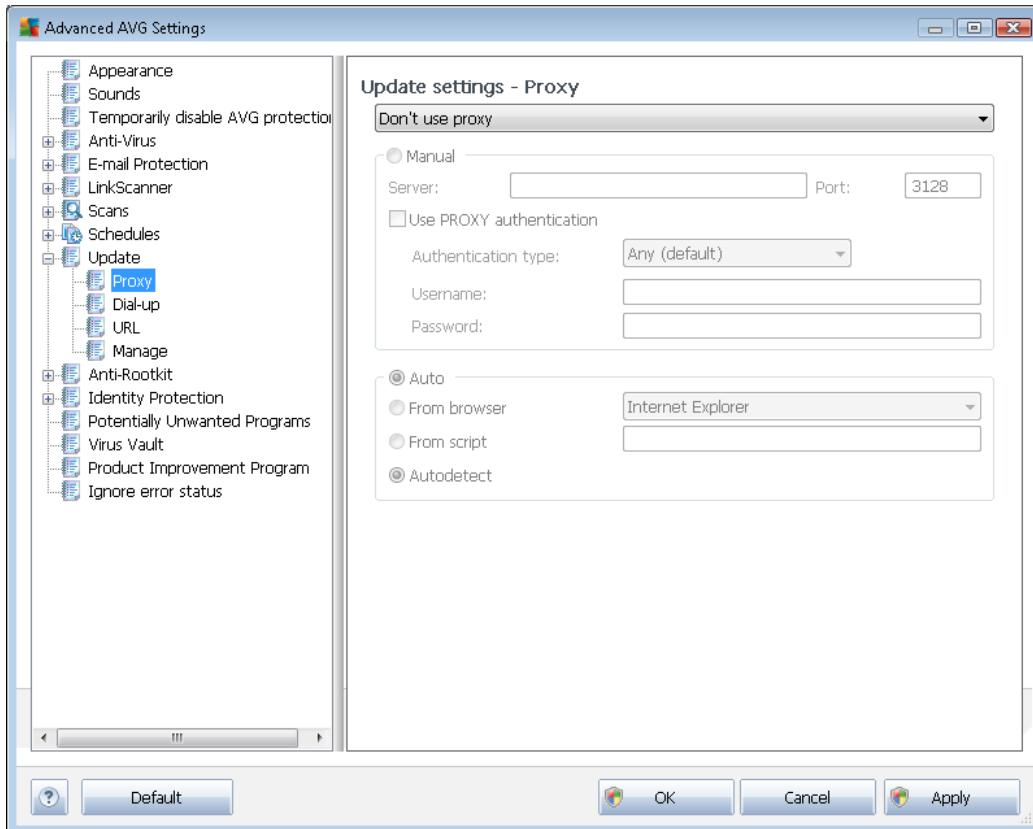 Advanced AVG Settings
Appearance
Sounds
Temporarily disable AVG protection
Anti-Virus
E-mail Protection
LinkScanner
Scans
Schedules
Update
Proxy
Dial-up
URL
Manage
Anti-Rootkit
Identity Protection
Potentially Unwanted Programs
Virus Vault
Product Improvement Program
Ignore error status
Update settings - Proxy
Don't use proxy
Manual
Server:
Port: 3128
Use PROXY authentication
Authentication type: Any (default)
Username:
Password:
Auto
From browser Internet Explorer
From script
Autodetect
? Default OK Cancel Apply